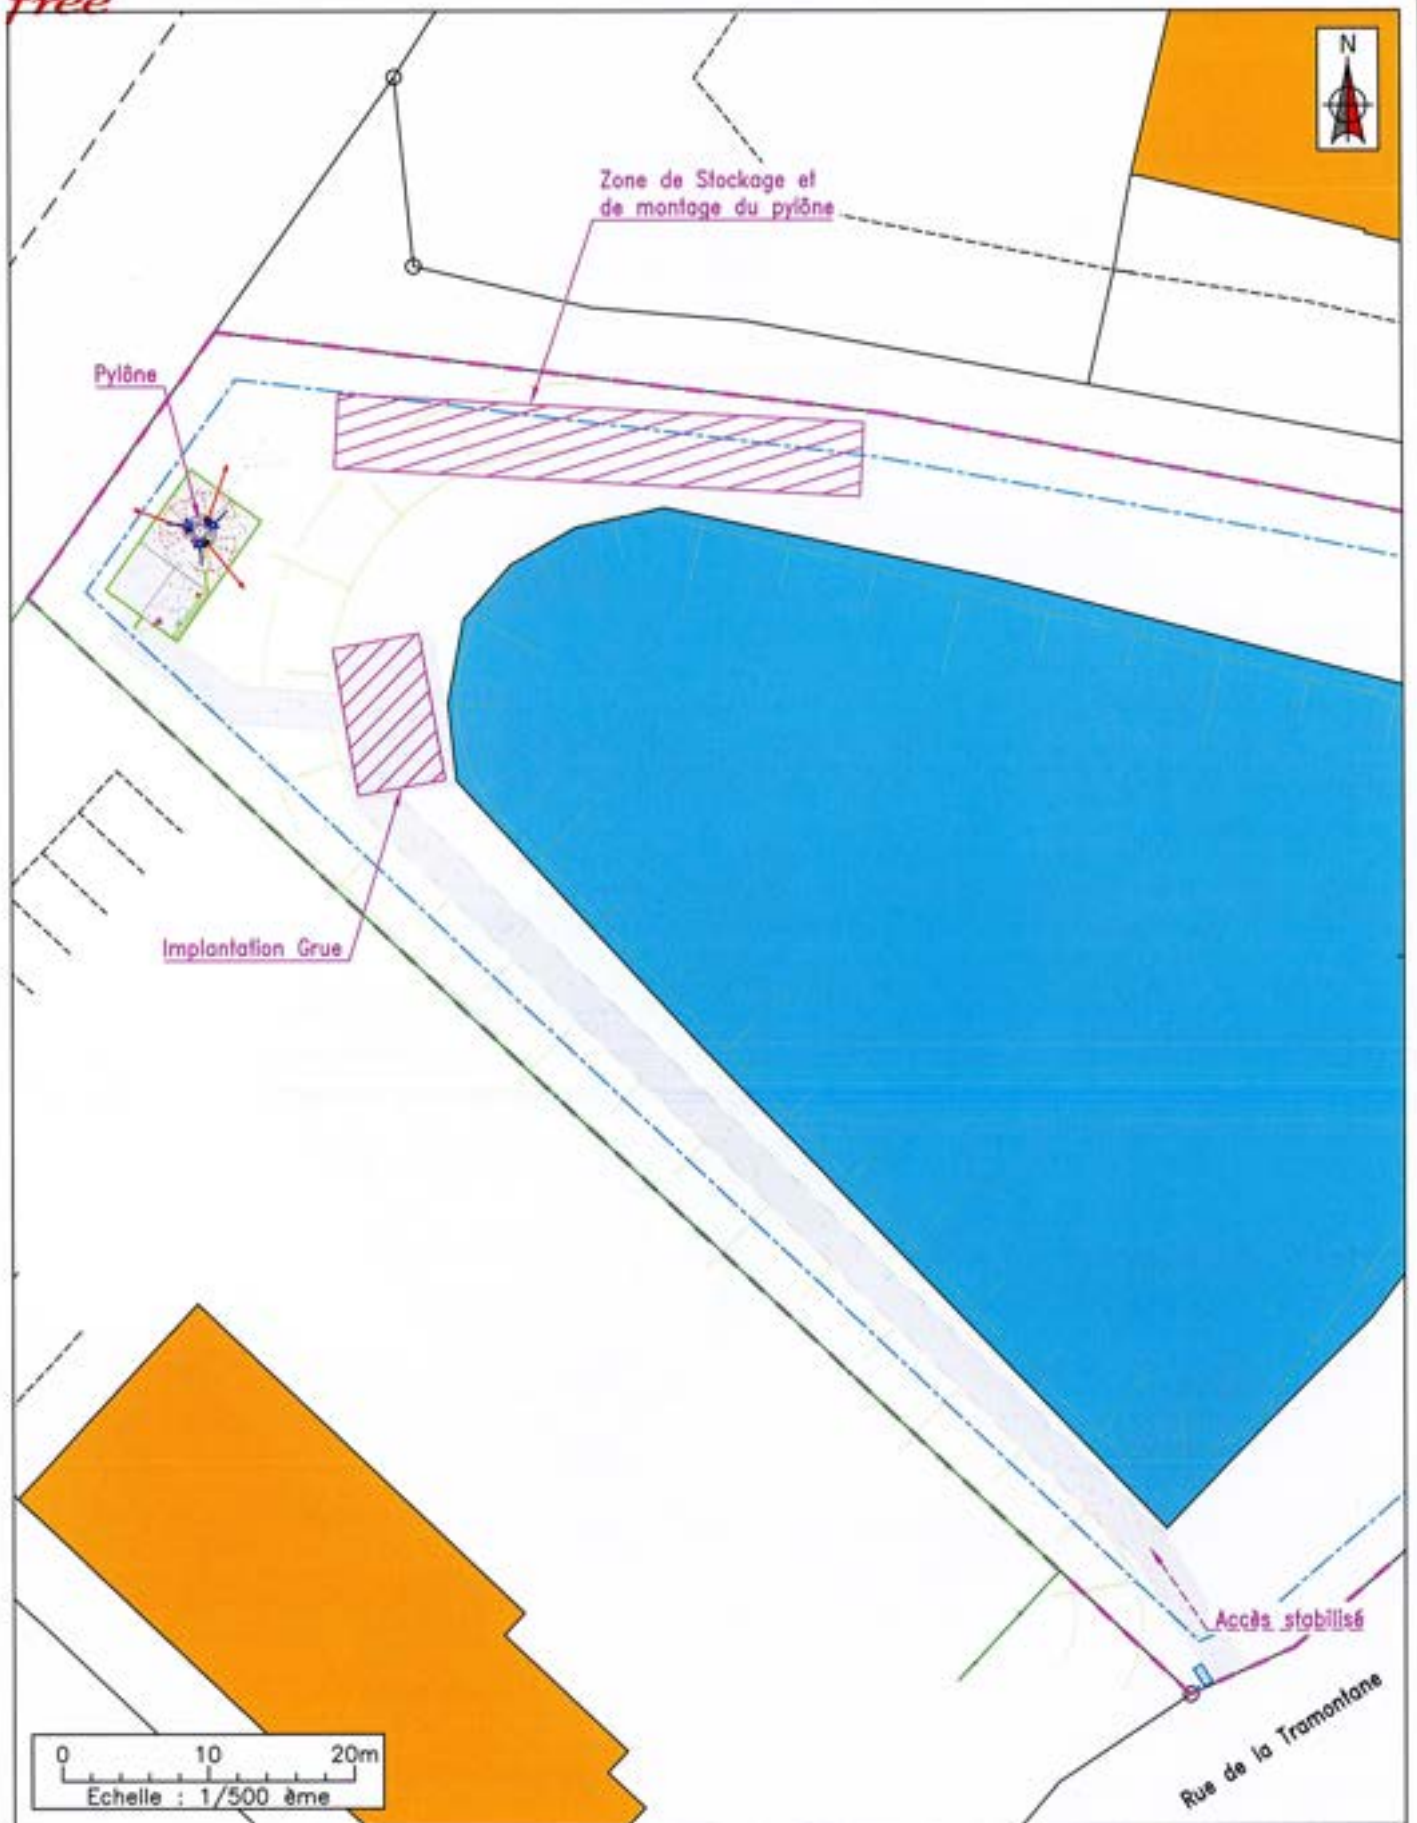 free
N
Zone de Stockage et
de montage du pylône
Pylône
Implantation Grue
Accès stabilisé
Rue de la Tramontane
0 10 20m
Echelle : 1/500 ème